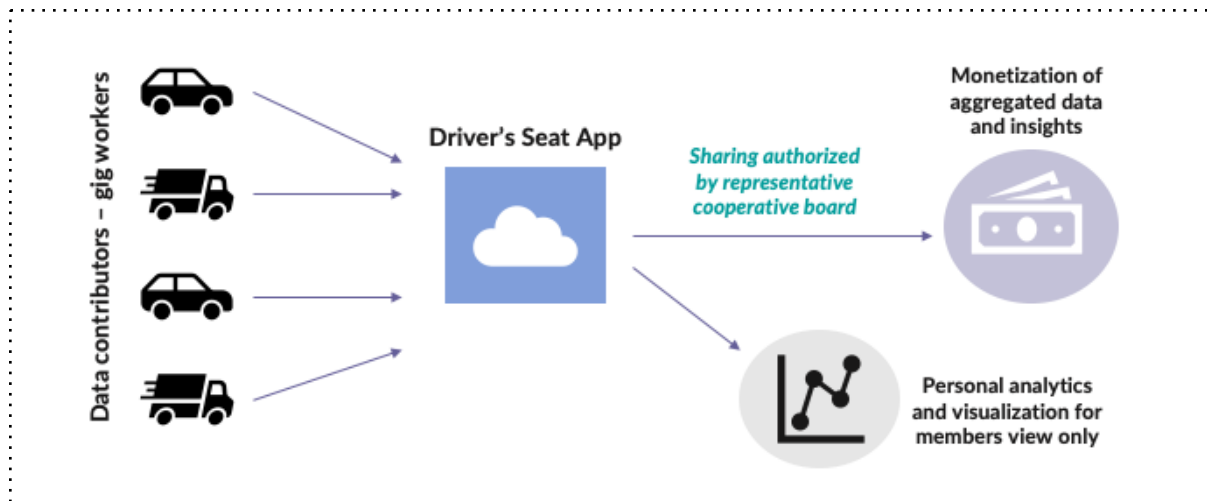 Data contributors – gig workers
Driver's Seat App
Sharing authorized
by representative
cooperative board
Monetization of
aggregated data
and insights
Personal analytics
and visualization for
members view only